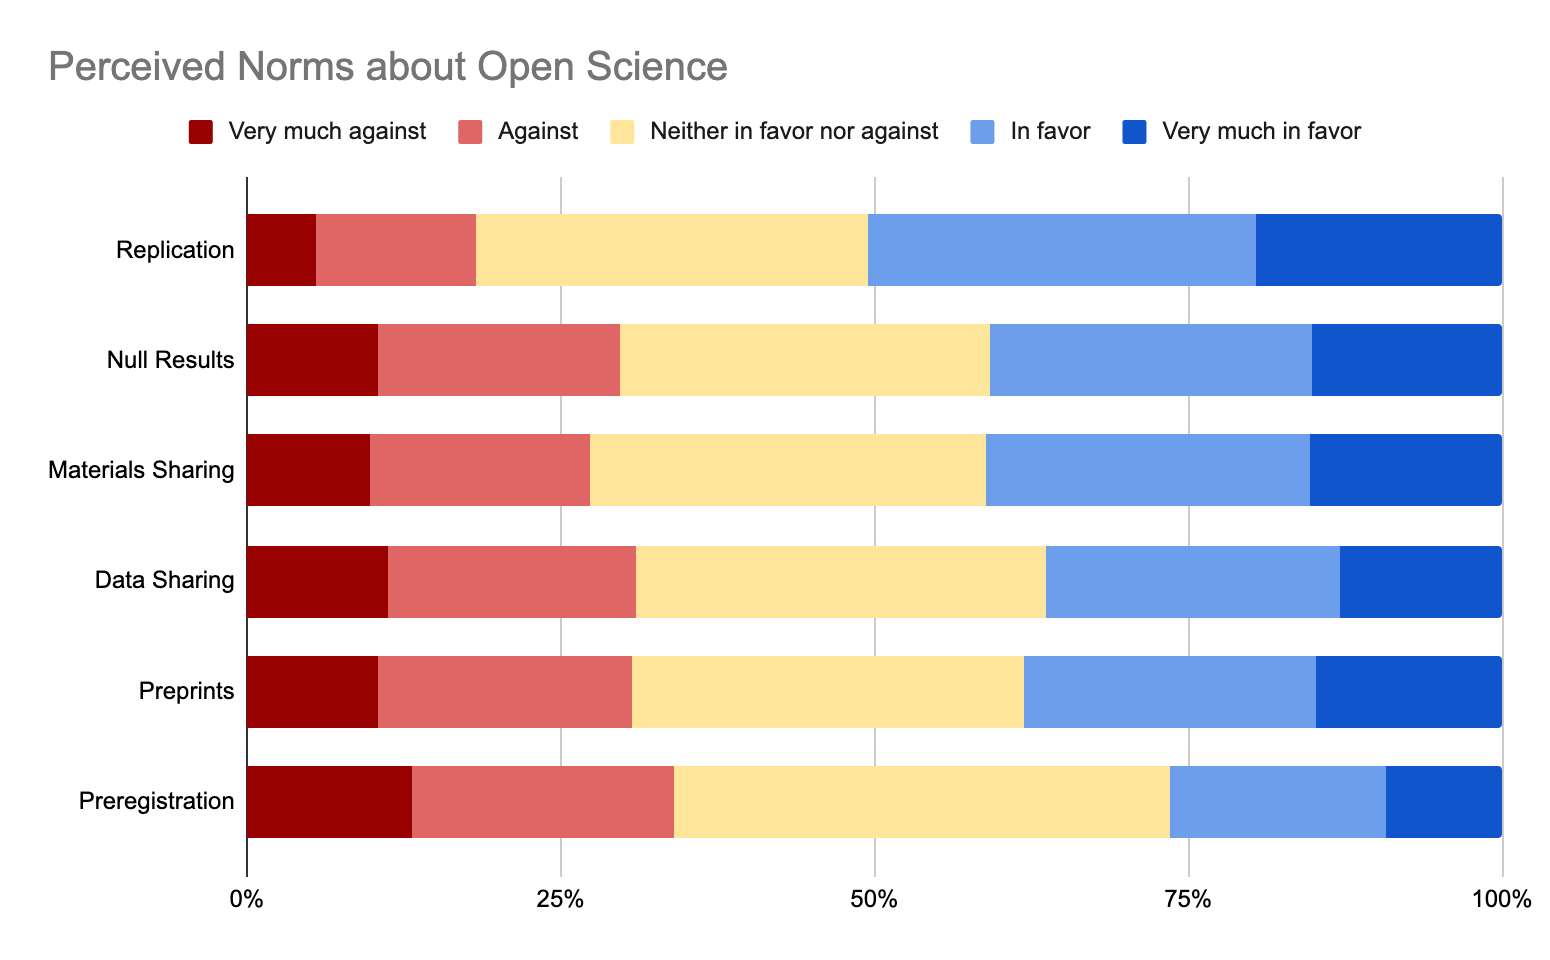 Perceived Norms about Open Science
Very much against Against Neither in favor nor against In favor Very much in favor
Replication
Null Results
Materials Sharing
Data Sharing
Preprints
Preregistration
0% 25% 50% 75% 100%